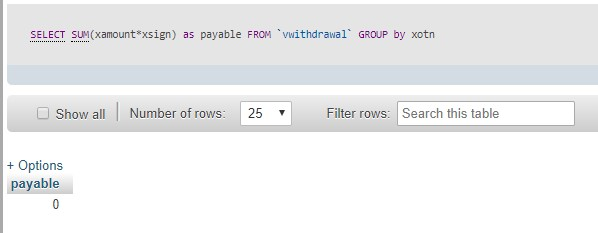 SELECT SUM(xamount*xsign) as payable FROM `vwithdrawal` GROUP by xotn
Show all Number of rows: 25 Filter rows: Search this table
+ Options
payable
0